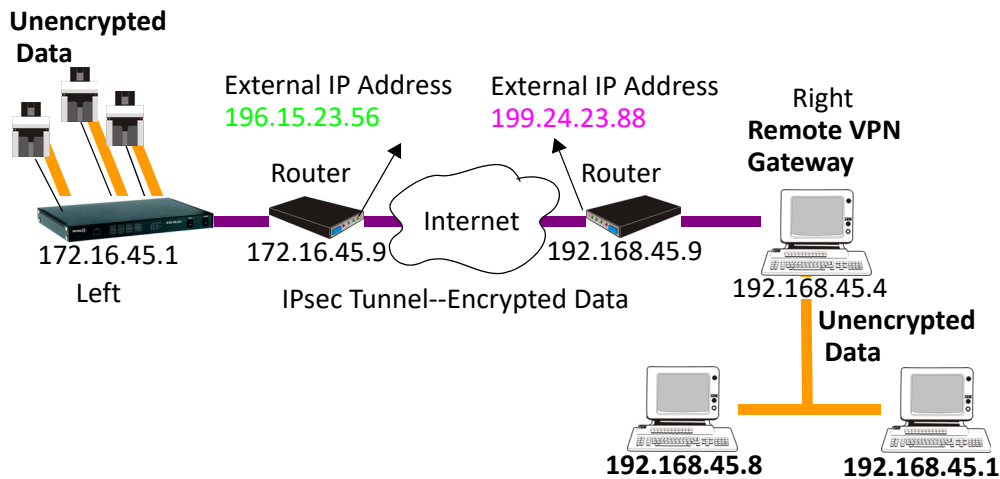 Unencrypted
Data
External IP Address
196.15.23.56
External IP Address
199.24.23.88
Right
Remote VPN
Gateway
Router
Router
Internet
172.16.45.1
172.16.45.9
192.168.45.9
Left
IPsec Tunnel--Encrypted Data
192.168.45.4
Unencrypted
Data
192.168.45.8
192.168.45.1